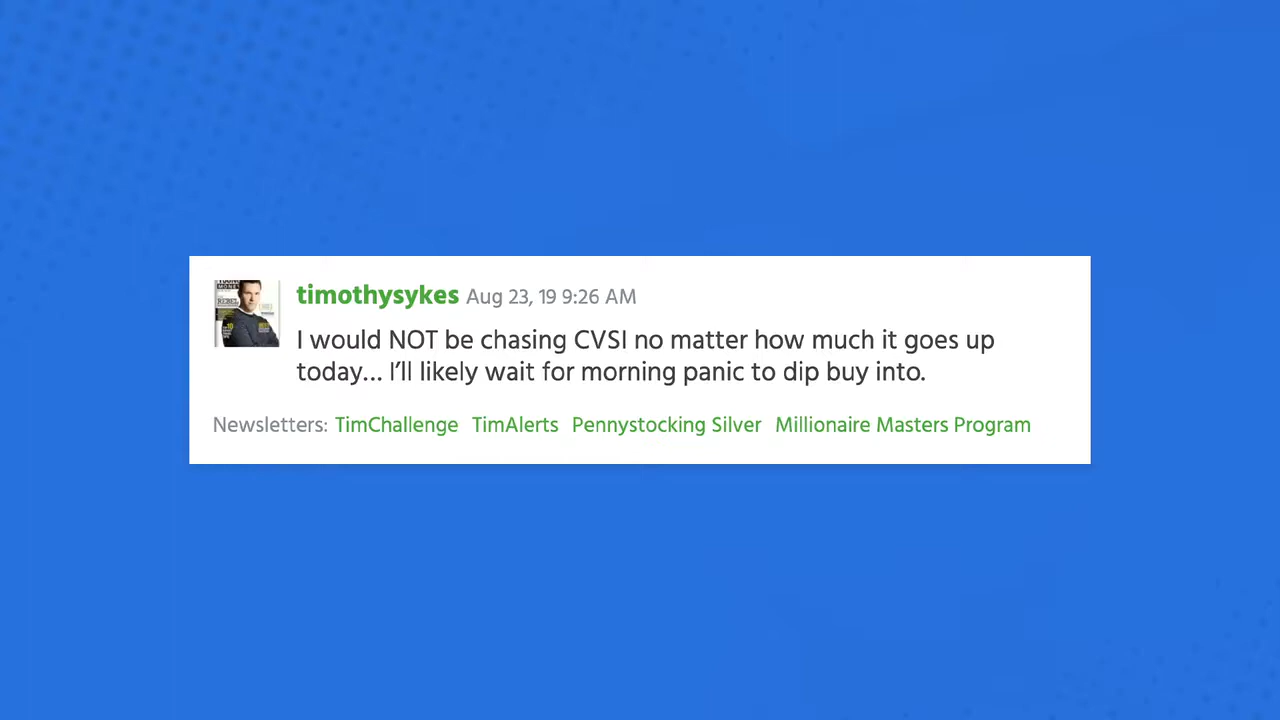 timothysykes Aug 23, 19 9:26 AM
I would NOT be chasing CVSI no matter how much it goes up
today... I'll likely wait for morning panic to dip buy into.
Newsletters: TimChallenge TimAlerts Pennystocking Silver Millionaire Masters Program